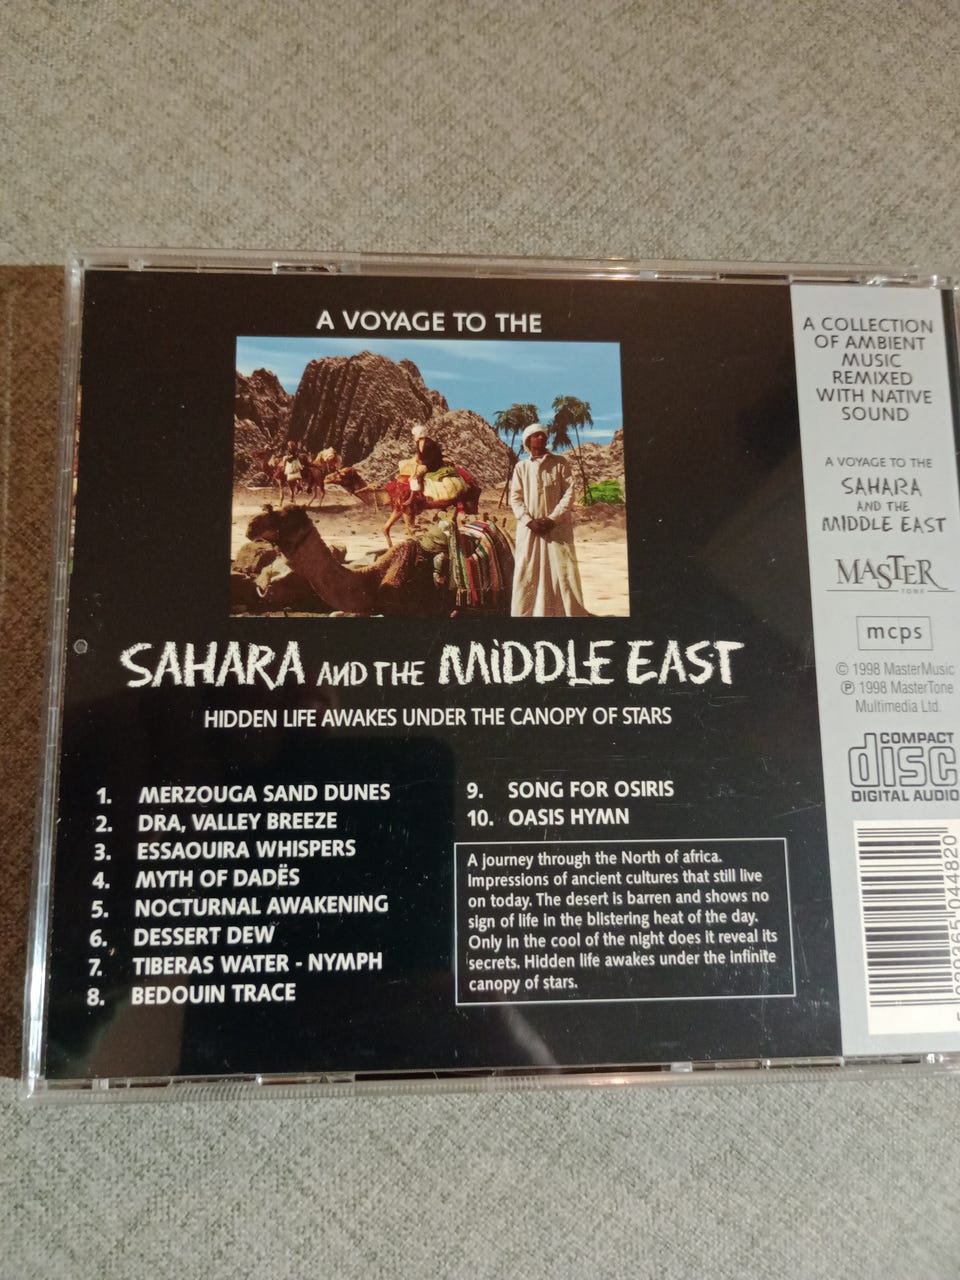 A VOYAGE TO THE
SAHARA AND THE MIDDLE EAST
HIDDEN LIFE AWAKES UNDER THE CANOPY OF STARS
1. MERZOUGA SAND DUNES
2. DRA, VALLEY BREEZE
3. ESSAOUIRA WHISPERS
4. MYTH OF DADËS
5. NOCTURNAL AWAKENING
6. DESSERT DEW
7. TIBERAS WATER - NYMPH
8. BEDOUIN TRACE
9. SONG FOR OSIRIS
10. OASIS HYMN
A journey through the North of africa.
Impressions of ancient cultures that still live
on today. The desert is barren and shows no
sign of life in the blistering heat of the day.
Only in the cool of the night does it reveal its
secrets. Hidden life awakes under the infinite
canopy of stars.
A COLLECTION
OF AMBIENT
MUSIC
REMIXED
WITH NATIVE
SOUND
A VOYAGE TO THE
SAHARA
AND THE
MIDDLE EAST
MASTER
TONE
mcps
© 1998 MasterMusic
℗ 1998 MasterTone
Multimedia Ltd.
COMPACT
disc
DIGITAL AUDIO